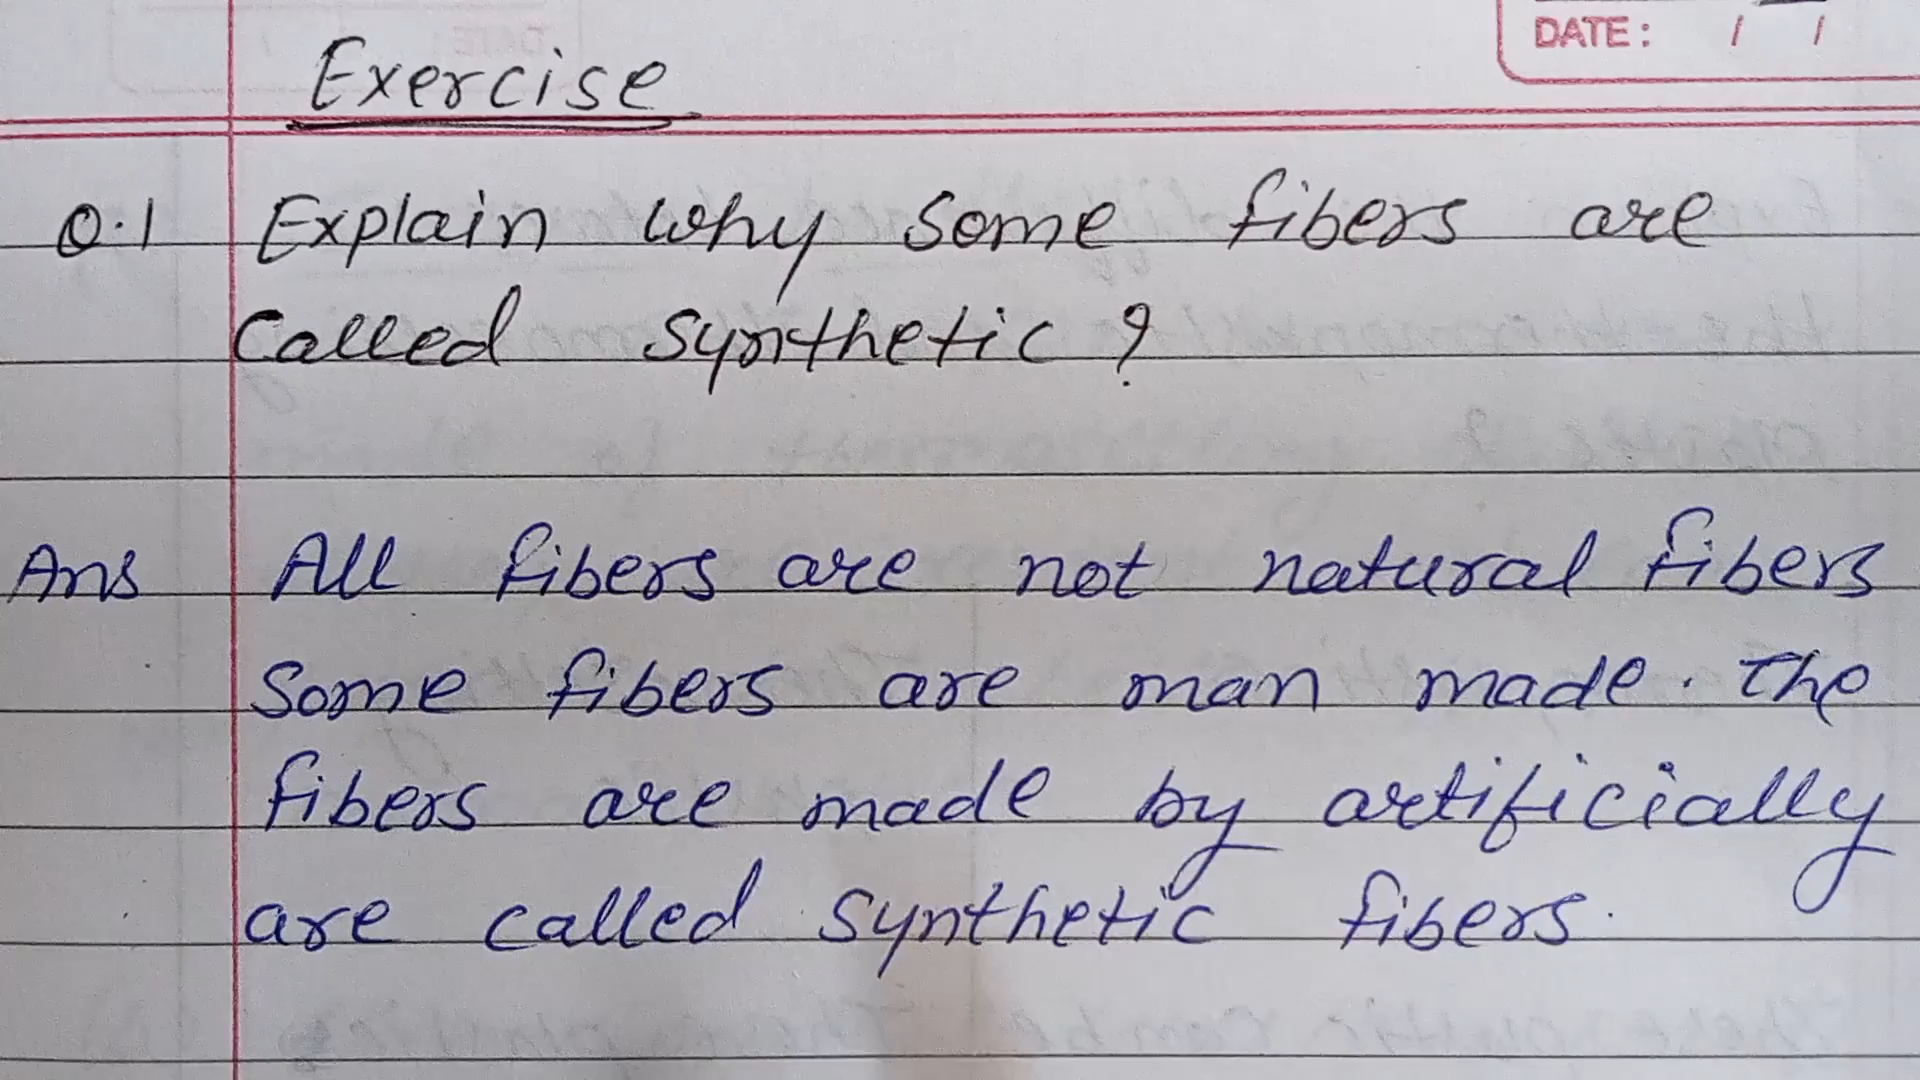 DATE: / /
Exercise
Q.1 Explain why some fibers are
called synthetic?
Ans All fibers are not natural fibers
some fibers are man made. The
fibers are made by artificially
are called synthetic fibers.